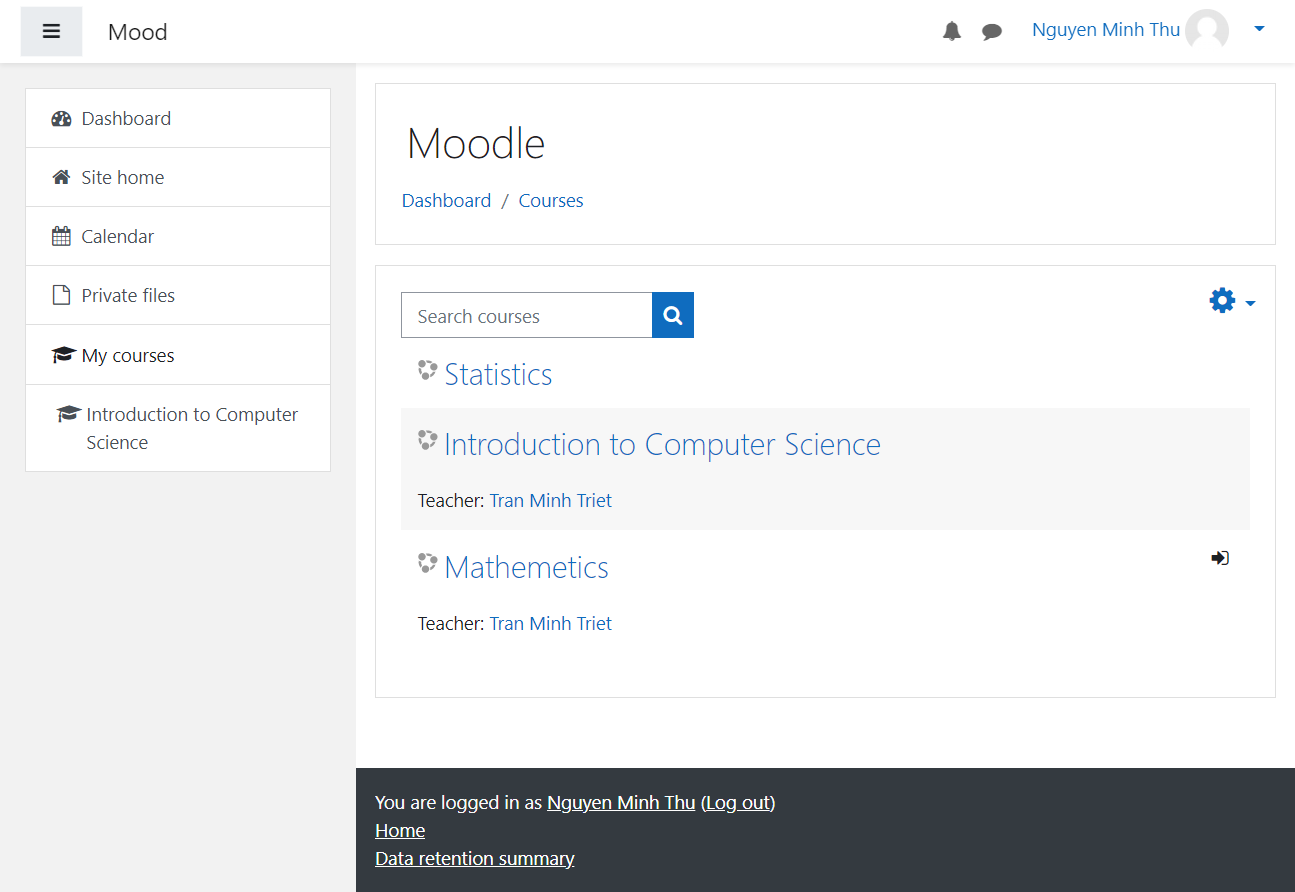 Mood
Nguyen Minh Thu
Dashboard
Site home
Calendar
Private files
My courses
Introduction to Computer
Science
Moodle
Dashboard / Courses
Search courses
Statistics
Introduction to Computer Science
Teacher: Tran Minh Triet
Mathemetics
Teacher: Tran Minh Triet
You are logged in as Nguyen Minh Thu (Log out)
Home
Data retention summary